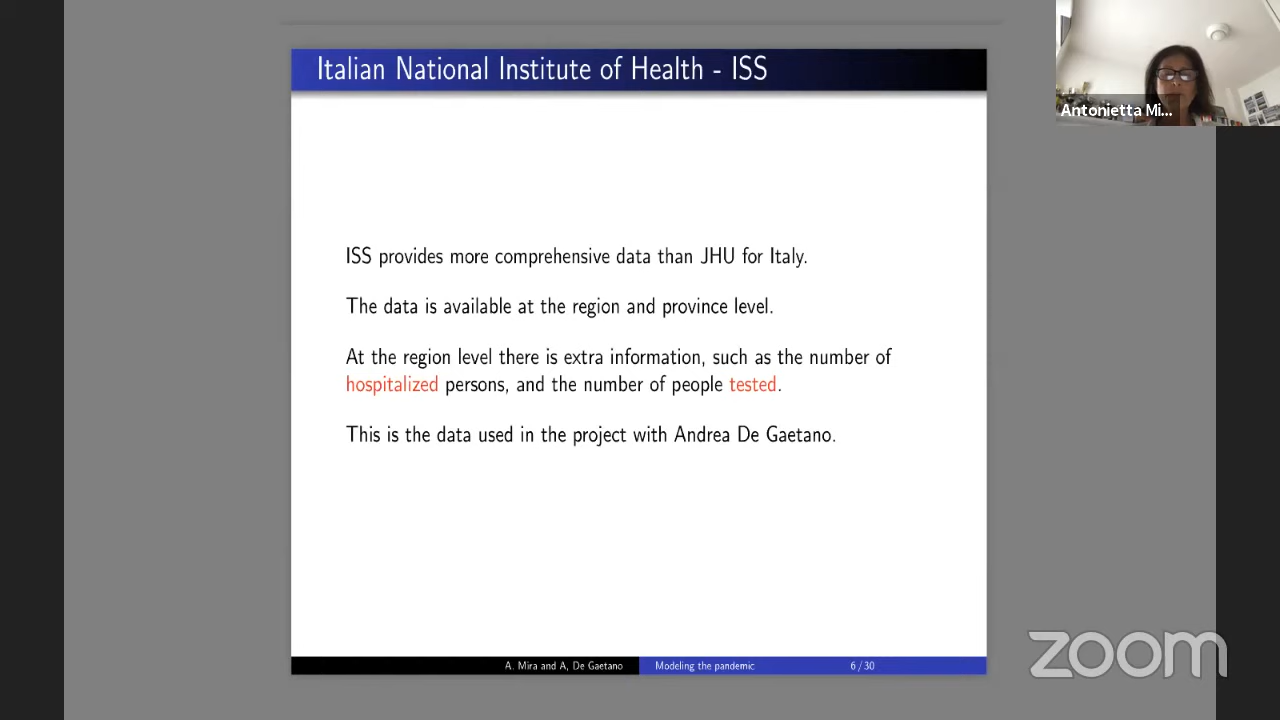 Italian National Institute of Health - ISS
Antonietta Mi...
ISS provides more comprehensive data than JHU for Italy.
The data is available at the region and province level.
At the region level there is extra information, such as the number of
hospitalized persons, and the number of people tested.
This is the data used in the project with Andrea De Gaetano.
A. Mira and A, De Gaetano
Modeling the pandemic
6 / 30
zoom